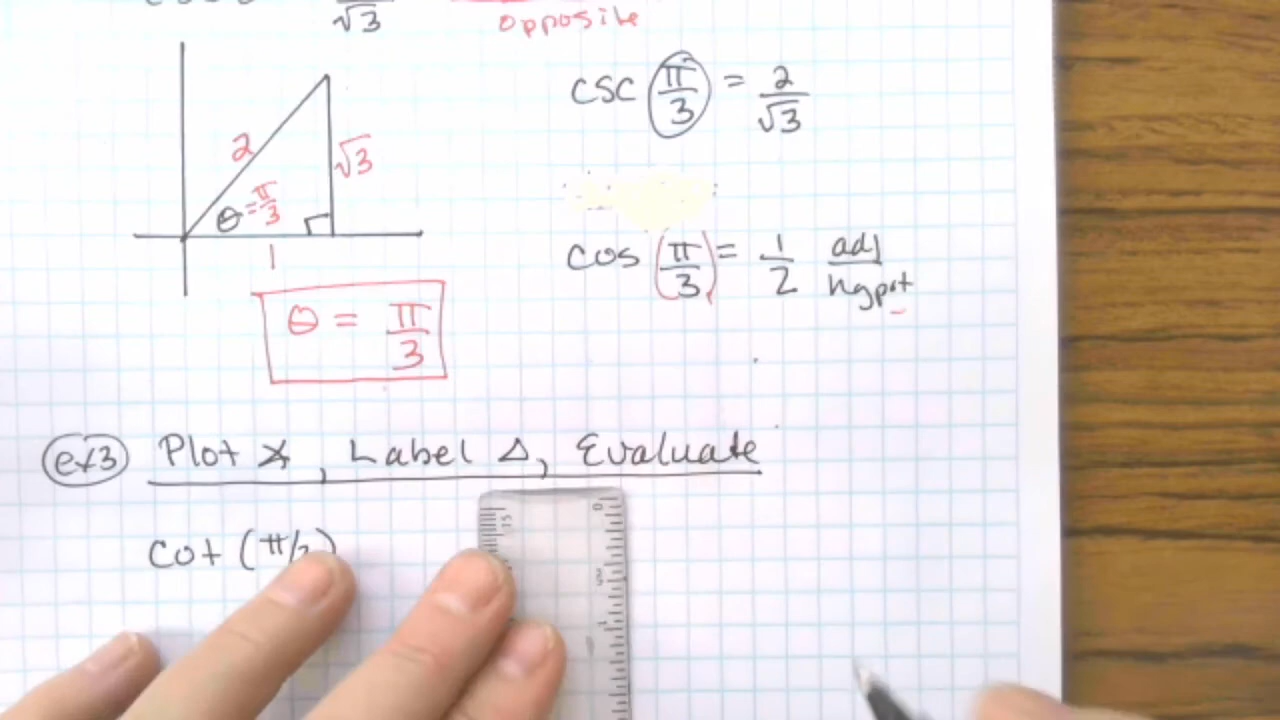 √3
opposite
csc π/3 = 2/√3
2
√3
θ = π/3
1
cos (π/3) = 1/2 adj/hypot
θ = π/3
ex3 Plot ∡, Label △, Evaluate
cot (π/